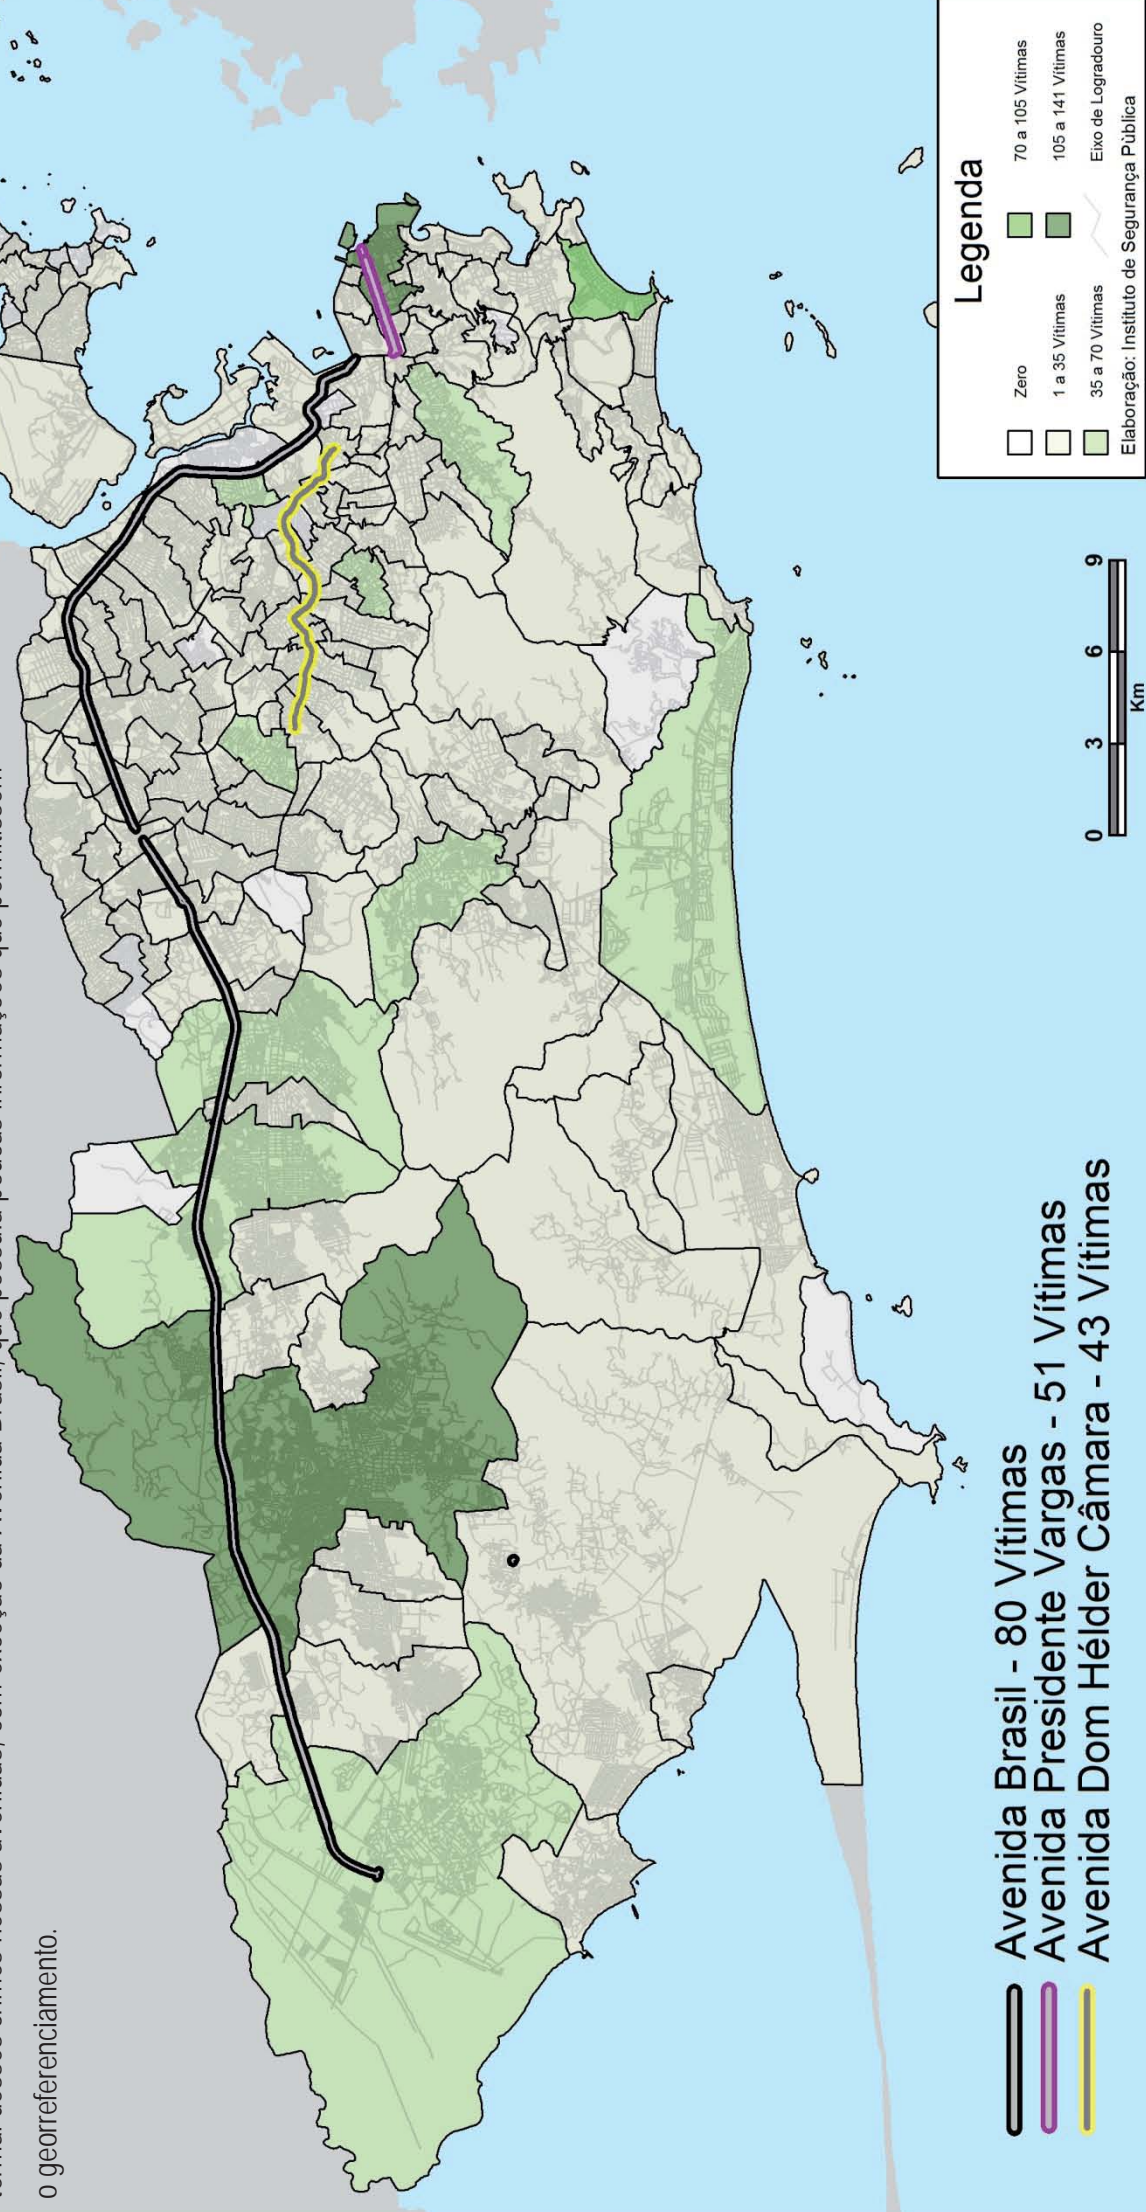 o georreferenciamento.
Avenida Brasil - 80 Vítimas
Avenida Presidente Vargas - 51 Vítimas
Avenida Dom Hélder Câmara - 43 Vítimas
0 3 6 9
Km
Legenda
Zero
70 a 105 Vítimas
1 a 35 Vítimas
105 a 141 Vítimas
35 a 70 Vítimas
Eixo de Logradouro
Elaboração: Instituto de Segurança Pública